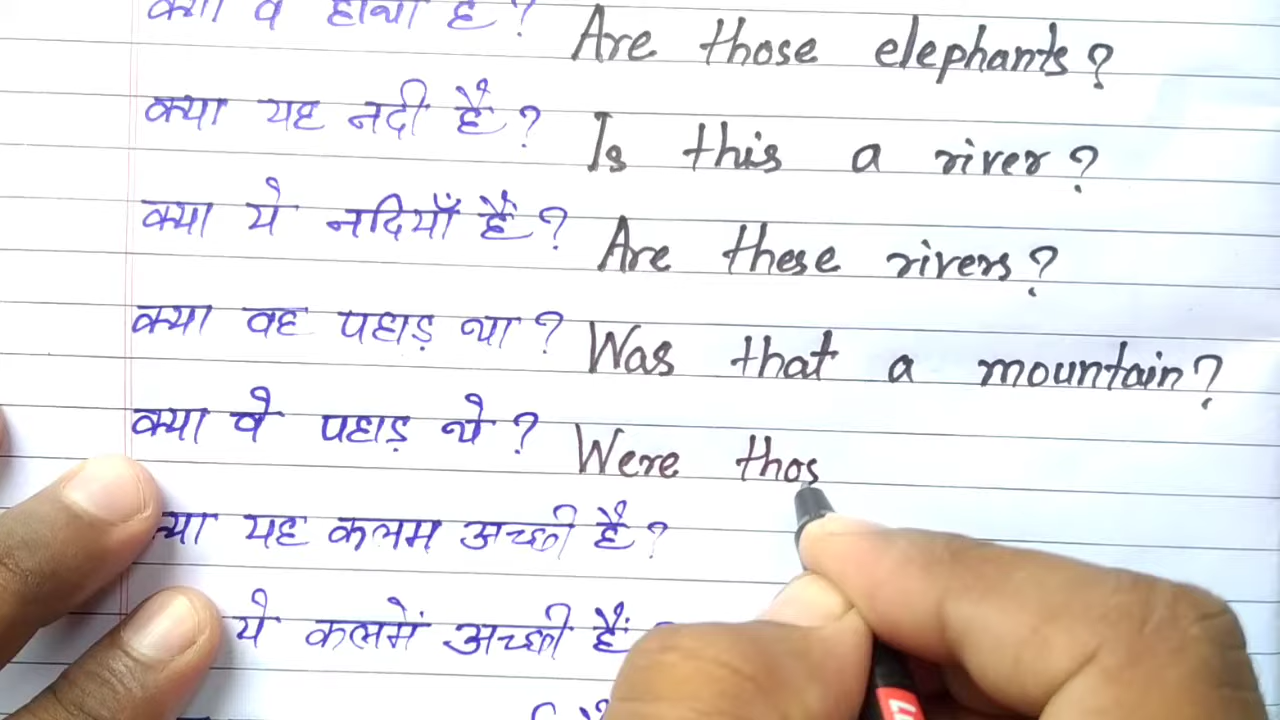 क्या वे हाथी हैं? Are those elephants?
क्या यह नदी है? Is this a river?
क्या ये नदियाँ हैं? Are these rivers?
क्या वह पहाड़ था? Was that a mountain?
क्या वे पहाड़ थे? Were thos
क्या यह कलम अच्छी है?
ये कलमें अच्छी हैं